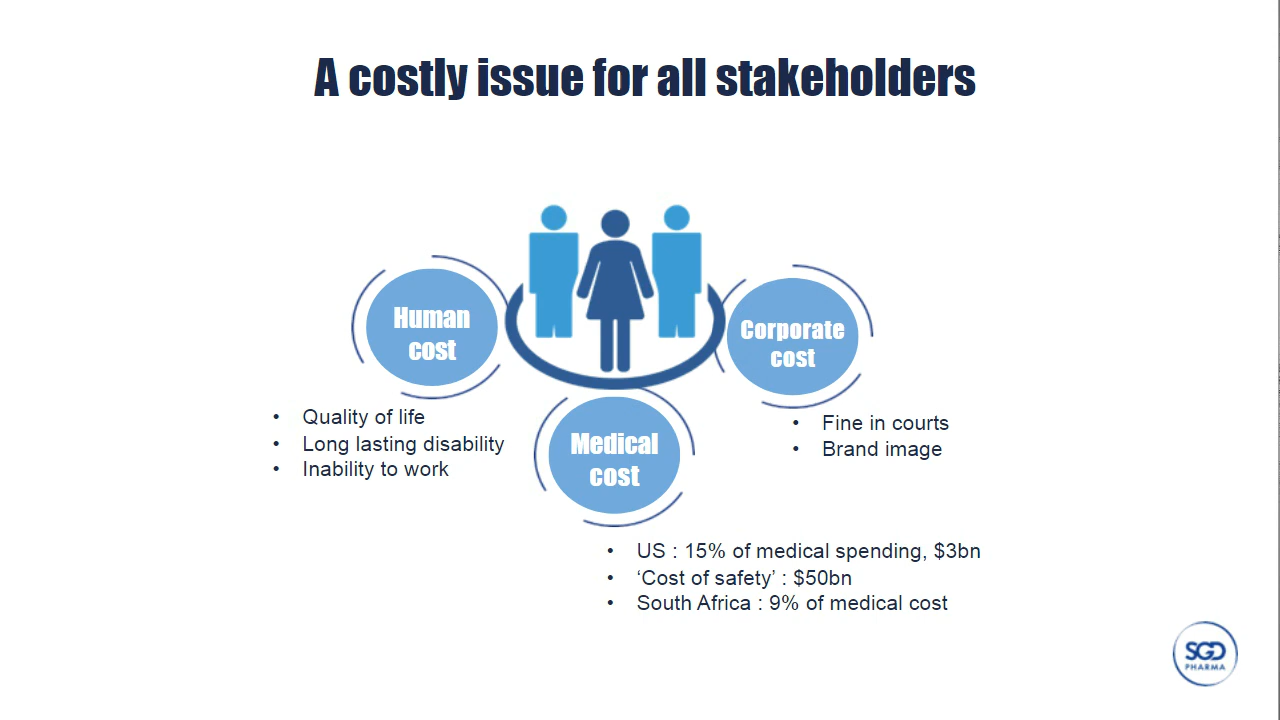 A costly issue for all stakeholders
Human
cost
• Quality of life
• Long lasting disability
• Inability to work
Medical
cost
• US : 15% of medical spending, $3bn
• ‘Cost of safety’ : $50bn
• South Africa : 9% of medical cost
Corporate
cost
• Fine in courts
• Brand image
SGD
PHARMA